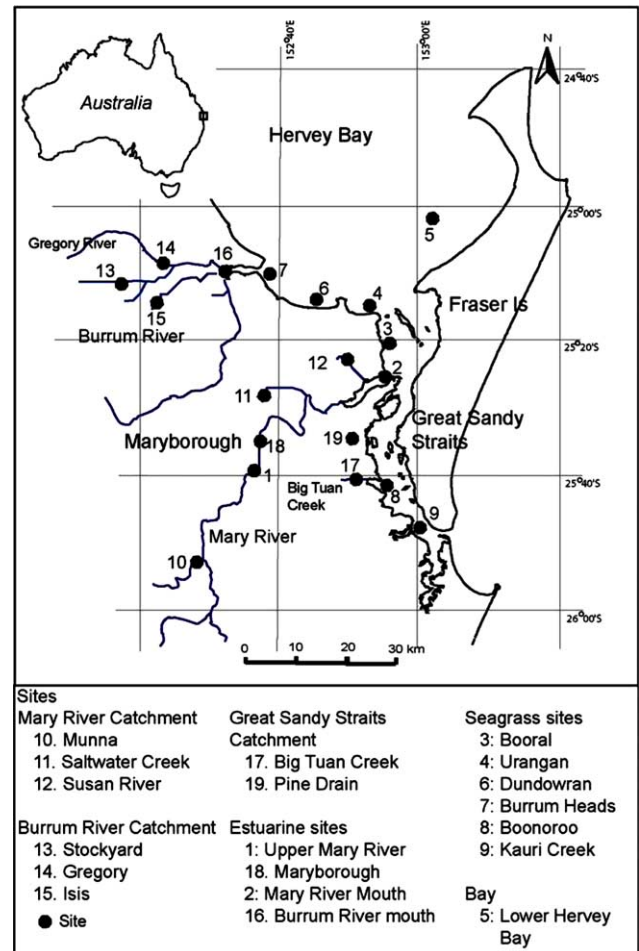 152°40'
153°00'
N
24°40'S
Australia
Hervey Bay
25°00'S
5
Gregory River
14
16
13
7
6
4
Fraser Is
15
Burrum River
3
25°20'S
12
2
11
Great Sandy
Straits
Maryborough
18
19
1
17
25°40'S
Big Tuan
Creek
8
9
Mary River
10
26°00'S
0 10 20 30 km
Sites
Mary River Catchment
10. Munna
11. Saltwater Creek
12. Susan River
Burrum River Catchment
13. Stockyard
14. Gregory
15. Isis
Site
Great Sandy Straits
Catchment
17. Big Tuan Creek
19. Pine Drain
Estuarine sites
1: Upper Mary River
18. Maryborough
2: Mary River Mouth
16. Burrum River mouth
Seagrass sites
3: Booral
4: Urangan
6: Dundowran
7: Burrum Heads
8: Boonoroo
9: Kauri Creek
Bay
5: Lower Hervey
Bay